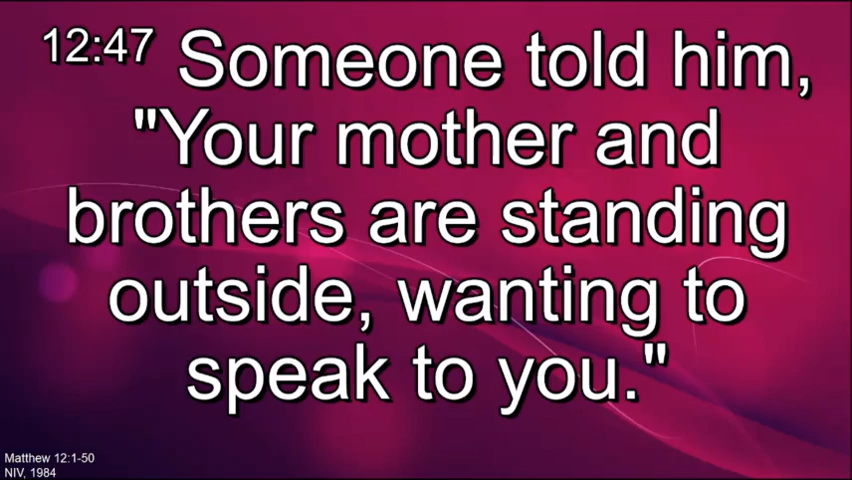 12:47 Someone told him,
"Your mother and
brothers are standing
outside, wanting to
speak to you."
Matthew 12:1-50
NIV, 1984